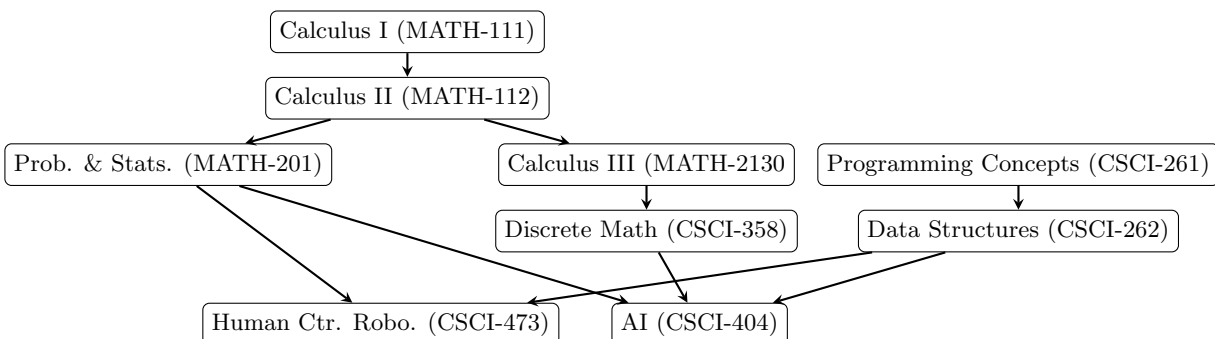 Calculus I (MATH-111)
Calculus II (MATH-112)
Prob. & Stats. (MATH-201)
Calculus III (MATH-2130
Programming Concepts (CSCI-261)
Discrete Math (CSCI-358)
Data Structures (CSCI-262)
Human Ctr. Robo. (CSCI-473)
AI (CSCI-404)